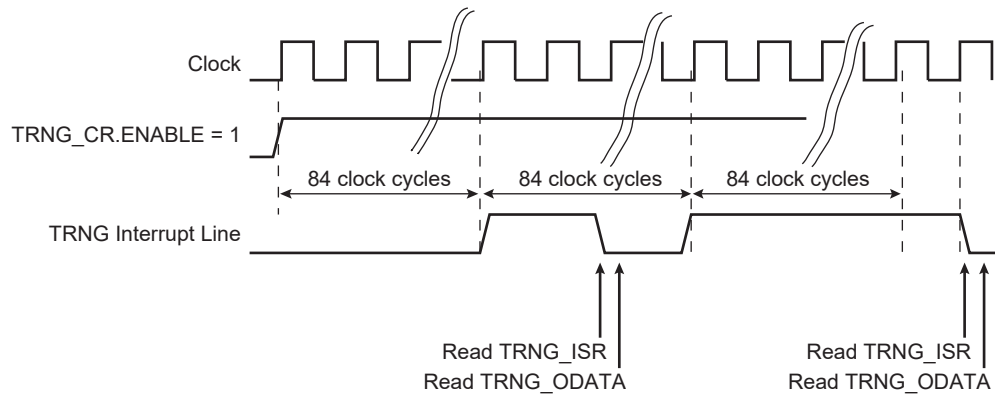 Clock
TRNG_CR.ENABLE = 1
84 clock cycles
84 clock cycles
84 clock cycles
TRNG Interrupt Line
Read TRNG_ISR
Read TRNG_ISR
Read TRNG_ODATA
Read TRNG_ODATA